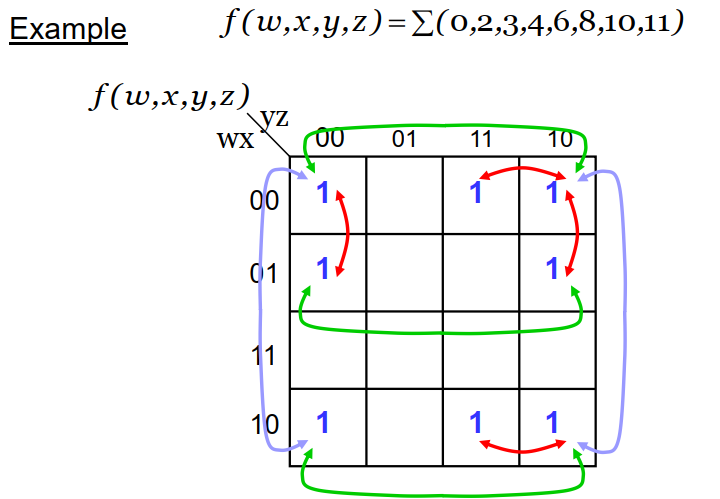 Example f(w,x,y,z)=∑(0,2,3,4,6,8,10,11)
f(w,x,y,z)
yz
wx 00 01 11 10
00 1 1 1
01 1 1
11
10 1 1 1